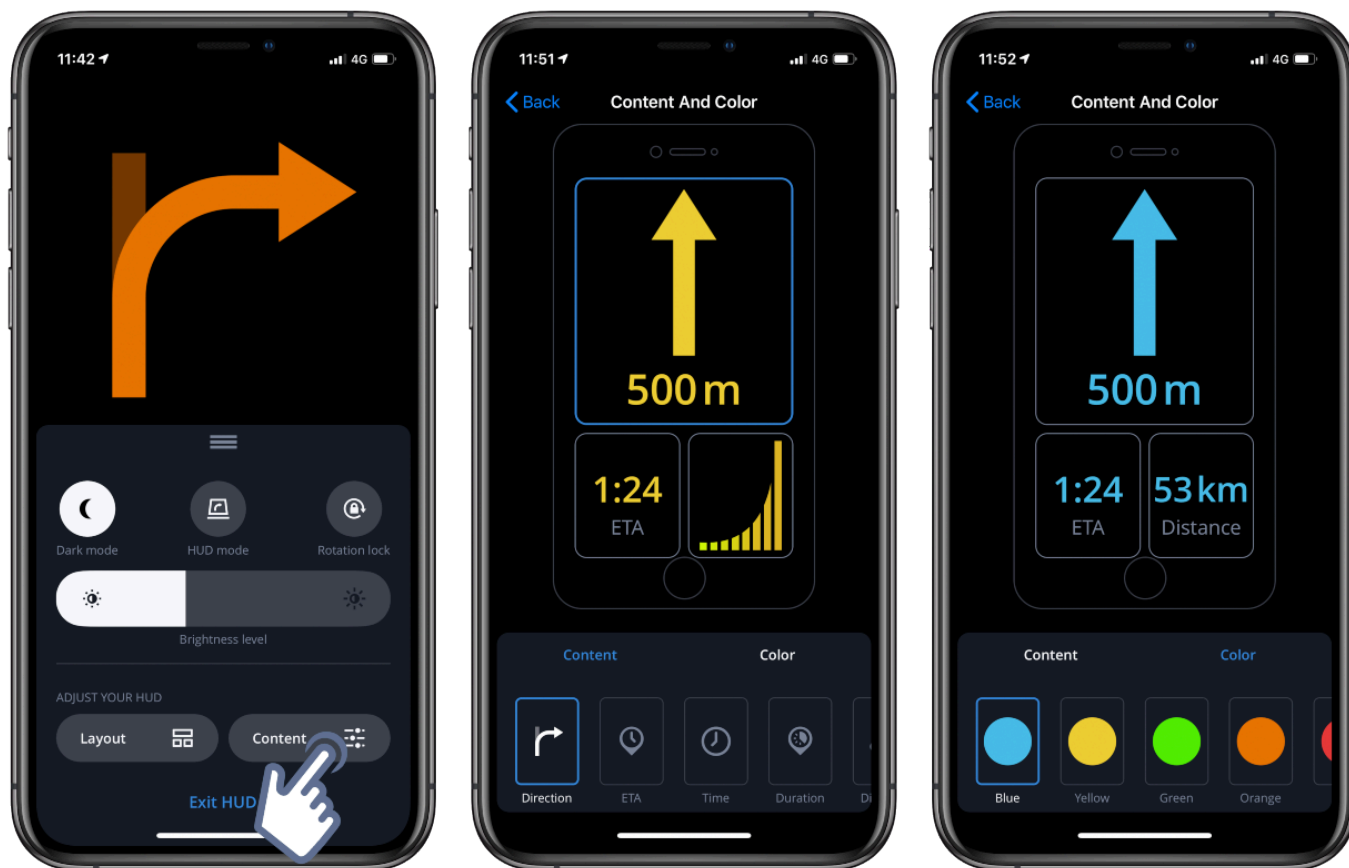 11:42
4G
Dark mode
HUD mode
Rotation lock
Brightness level
ADJUST YOUR HUD
Layout
Content
Exit HUD
11:51
4G
Back
Content And Color
500 m
1:24
ETA
Content
Color
Direction
ETA
Time
Duration
Di
11:52
4G
Back
Content And Color
500 m
1:24
ETA
53 km
Distance
Content
Color
Blue
Yellow
Green
Orange